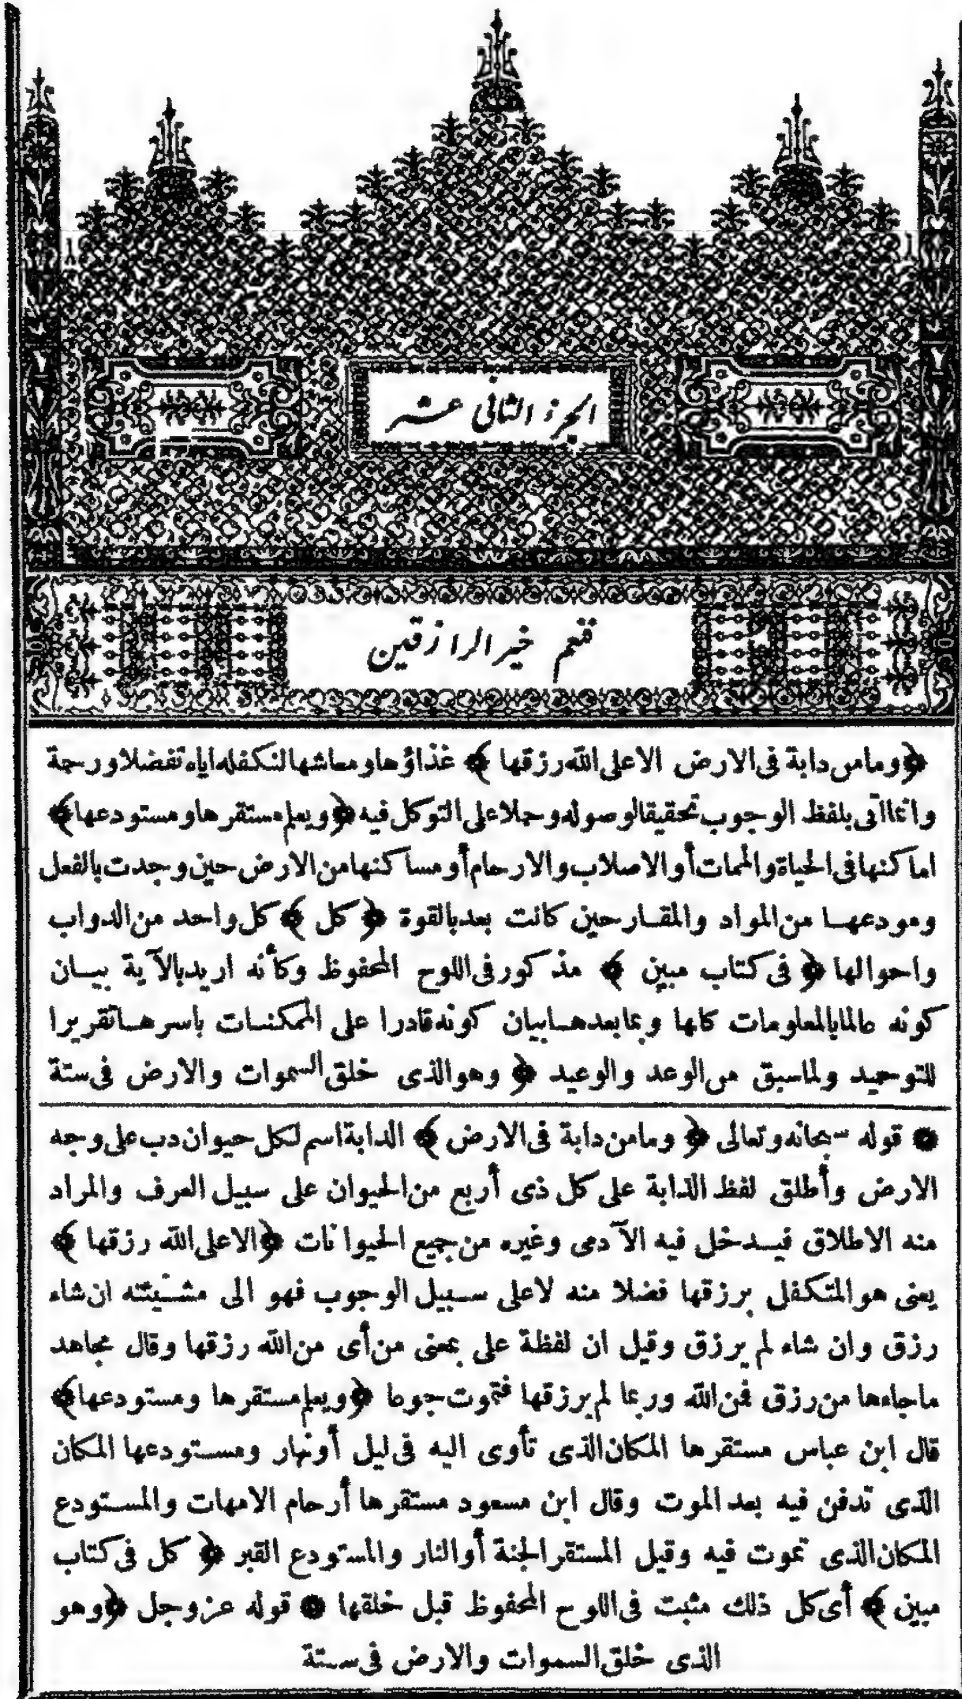 الجزء الثانى عشر
فنعم خير الرازقين
﴿وما من دابة فى الارض الا على الله رزقها﴾ غذاؤها ومعاشها لتكفله اياه تفضلا ورحمة
وانما اتى بلفظ الوجوب تحقيقا لوصوله وحملا على التوكل فيه ﴿ويعلم مستقرها ومستودعها﴾
اماكنها فى الحياة والممات أو الاصلاب والارحام أو مساكنها من الارض حين وجدت بالفعل
ومودعها من المواد والمقار حين كانت بعد بالقوة ﴿كل﴾ كل واحد من الدواب
واحوالها ﴿فى كتاب مبين﴾ مذكور فى اللوح المحفوظ وكأنه اريد بالآية بيان
كونه عالما بالمعلومات كلها وبما بعدها بيان كونه قادرا على الممكنات باسرها تقريرا
للتوحيد ولما سبق من الوعد والوعيد ﴿وهو الذى خلق السموات والارض فى ستة
❁ قوله سبحانه وتعالى ﴿وما من دابة فى الارض﴾ الدابة اسم لكل حيوان دب على وجه
الارض وأطلق لفظ الدابة على كل ذى أربع من الحيوان على سبيل العرف والمراد
منه الاطلاق فيدخل فيه الآدمى وغيره من جميع الحيوانات ﴿الا على الله رزقها﴾
يعنى هو المتكفل برزقها فضلا منه لا على سبيل الوجوب فهو الى مشيئته ان شاء
رزق وان شاء لم يرزق وقيل ان لفظة على بمعنى من أى من الله رزقها وقال مجاهد
ما جاءها من رزق فمن الله وربما لم يرزقها فتموت جوعا ﴿ويعلم مستقرها ومستودعها﴾
قال ابن عباس مستقرها المكان الذى تأوى اليه فى ليل أو نهار ومستودعها المكان
الذى تدفن فيه بعد الموت وقال ابن مسعود مستقرها أرحام الامهات والمستودع
المكان الذى تموت فيه وقيل المستقر الجنة أو النار والمستودع القبر ﴿كل فى كتاب
مبين﴾ أى كل ذلك مثبت فى اللوح المحفوظ قبل خلقها ❁ قوله عز وجل ﴿وهو
الذى خلق السموات والارض فى ستة